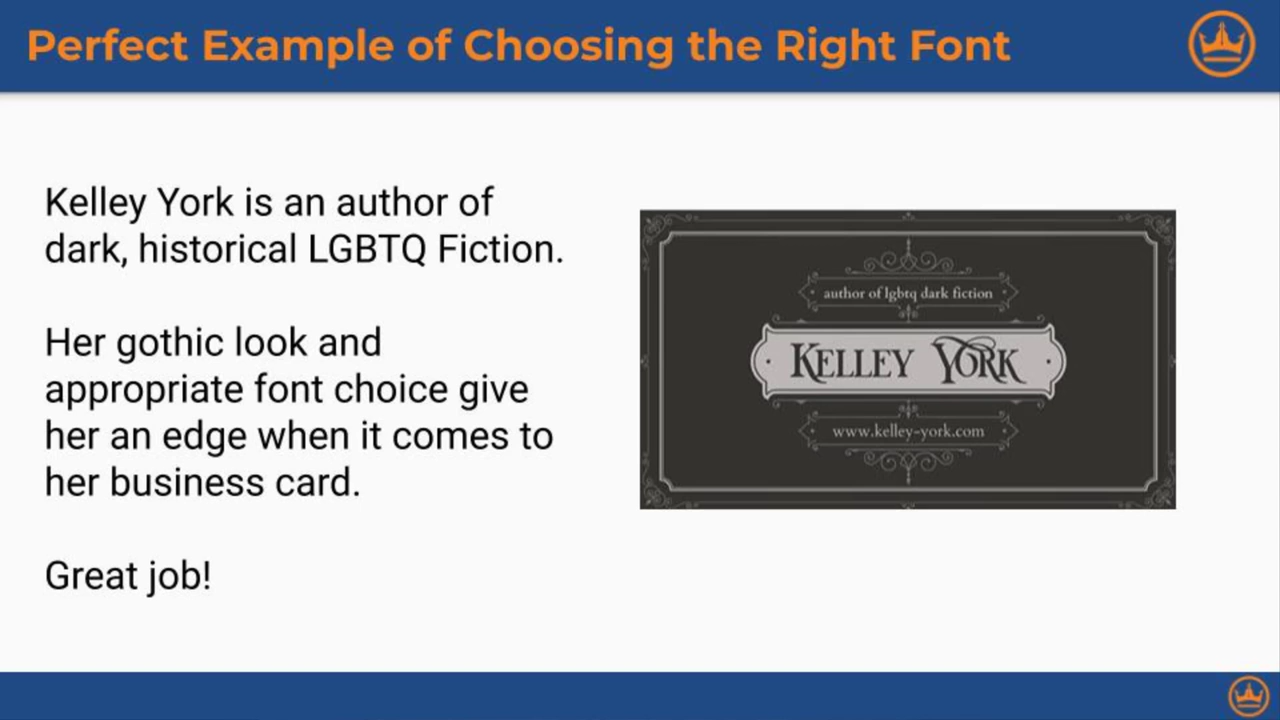 Perfect Example of Choosing the Right Font
Kelley York is an author of
dark, historical LGBTQ Fiction.
Her gothic look and
appropriate font choice give
her an edge when it comes to
her business card.
Great job!
author of lgbtq dark fiction
KELLEY YORK
www.kelley-york.com